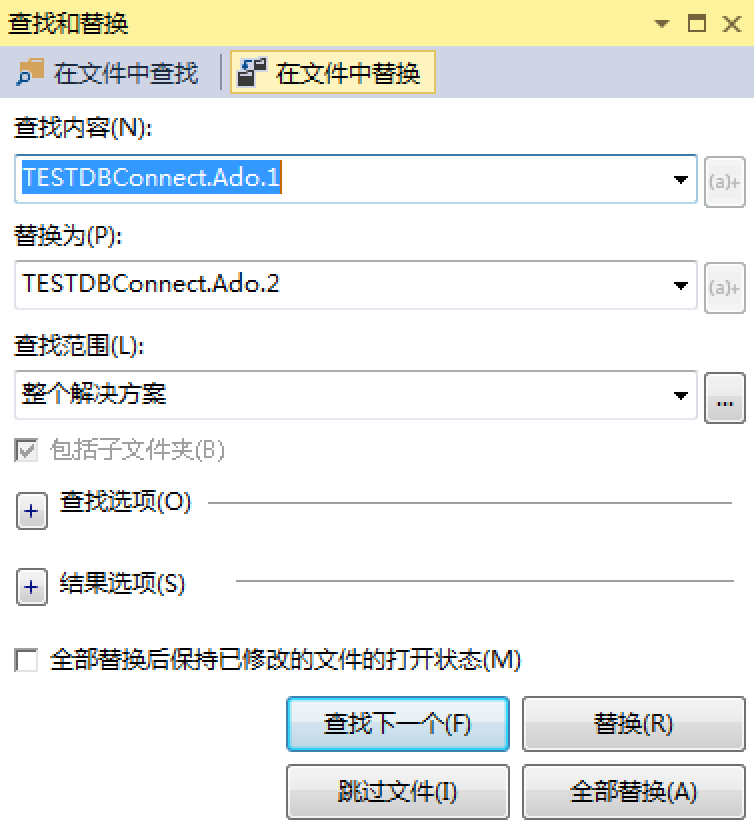 查找和替换
在文件中查找
在文件中替换
查找内容(N):
TESTDBConnect.Ado.1
(a)+
替换为(P):
TESTDBConnect.Ado.2
(a)+
查找范围(L):
整个解决方案
...
包括子文件夹(B)
查找选项(O)
结果选项(S)
全部替换后保持已修改的文件的打开状态(M)
查找下一个(F)
替换(R)
跳过文件(I)
全部替换(A)